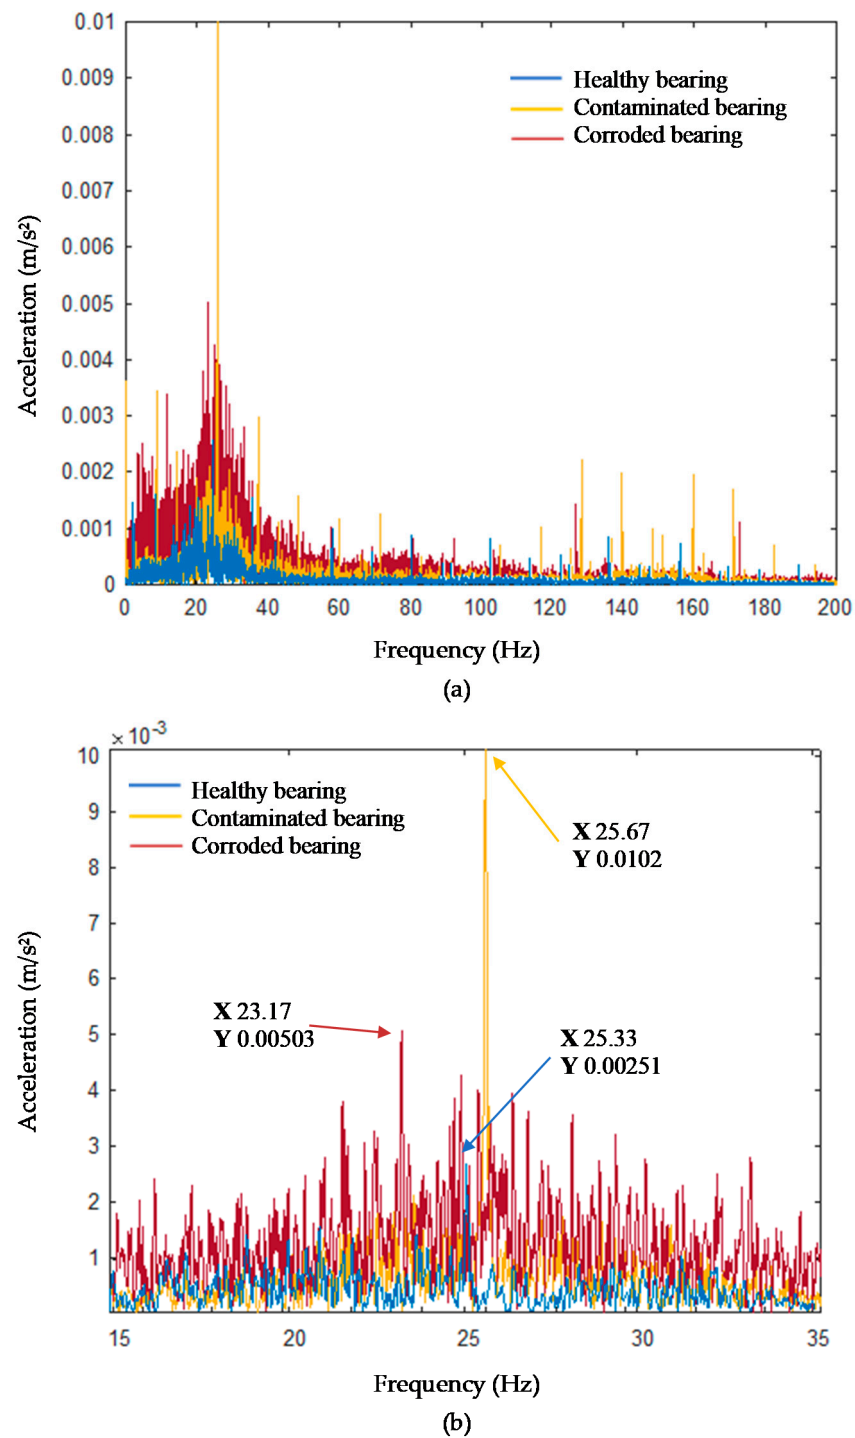 0.01
0.009
0.008
0.007
0.006
0.005
0.004
0.003
0.002
0.001
0
Acceleration (m/s²)
Healthy bearing
Contaminated bearing
Corroded bearing
0 20 40 60 80 100 120 140 160 180 200
Frequency (Hz)
(a)
×10⁻³
10
9
8
7
6
5
4
3
2
1
Acceleration (m/s²)
Healthy bearing
Contaminated bearing
Corroded bearing
X 25.67
Y 0.0102
X 23.17
Y 0.00503
X 25.33
Y 0.00251
15 20 25 30 35
Frequency (Hz)
(b)